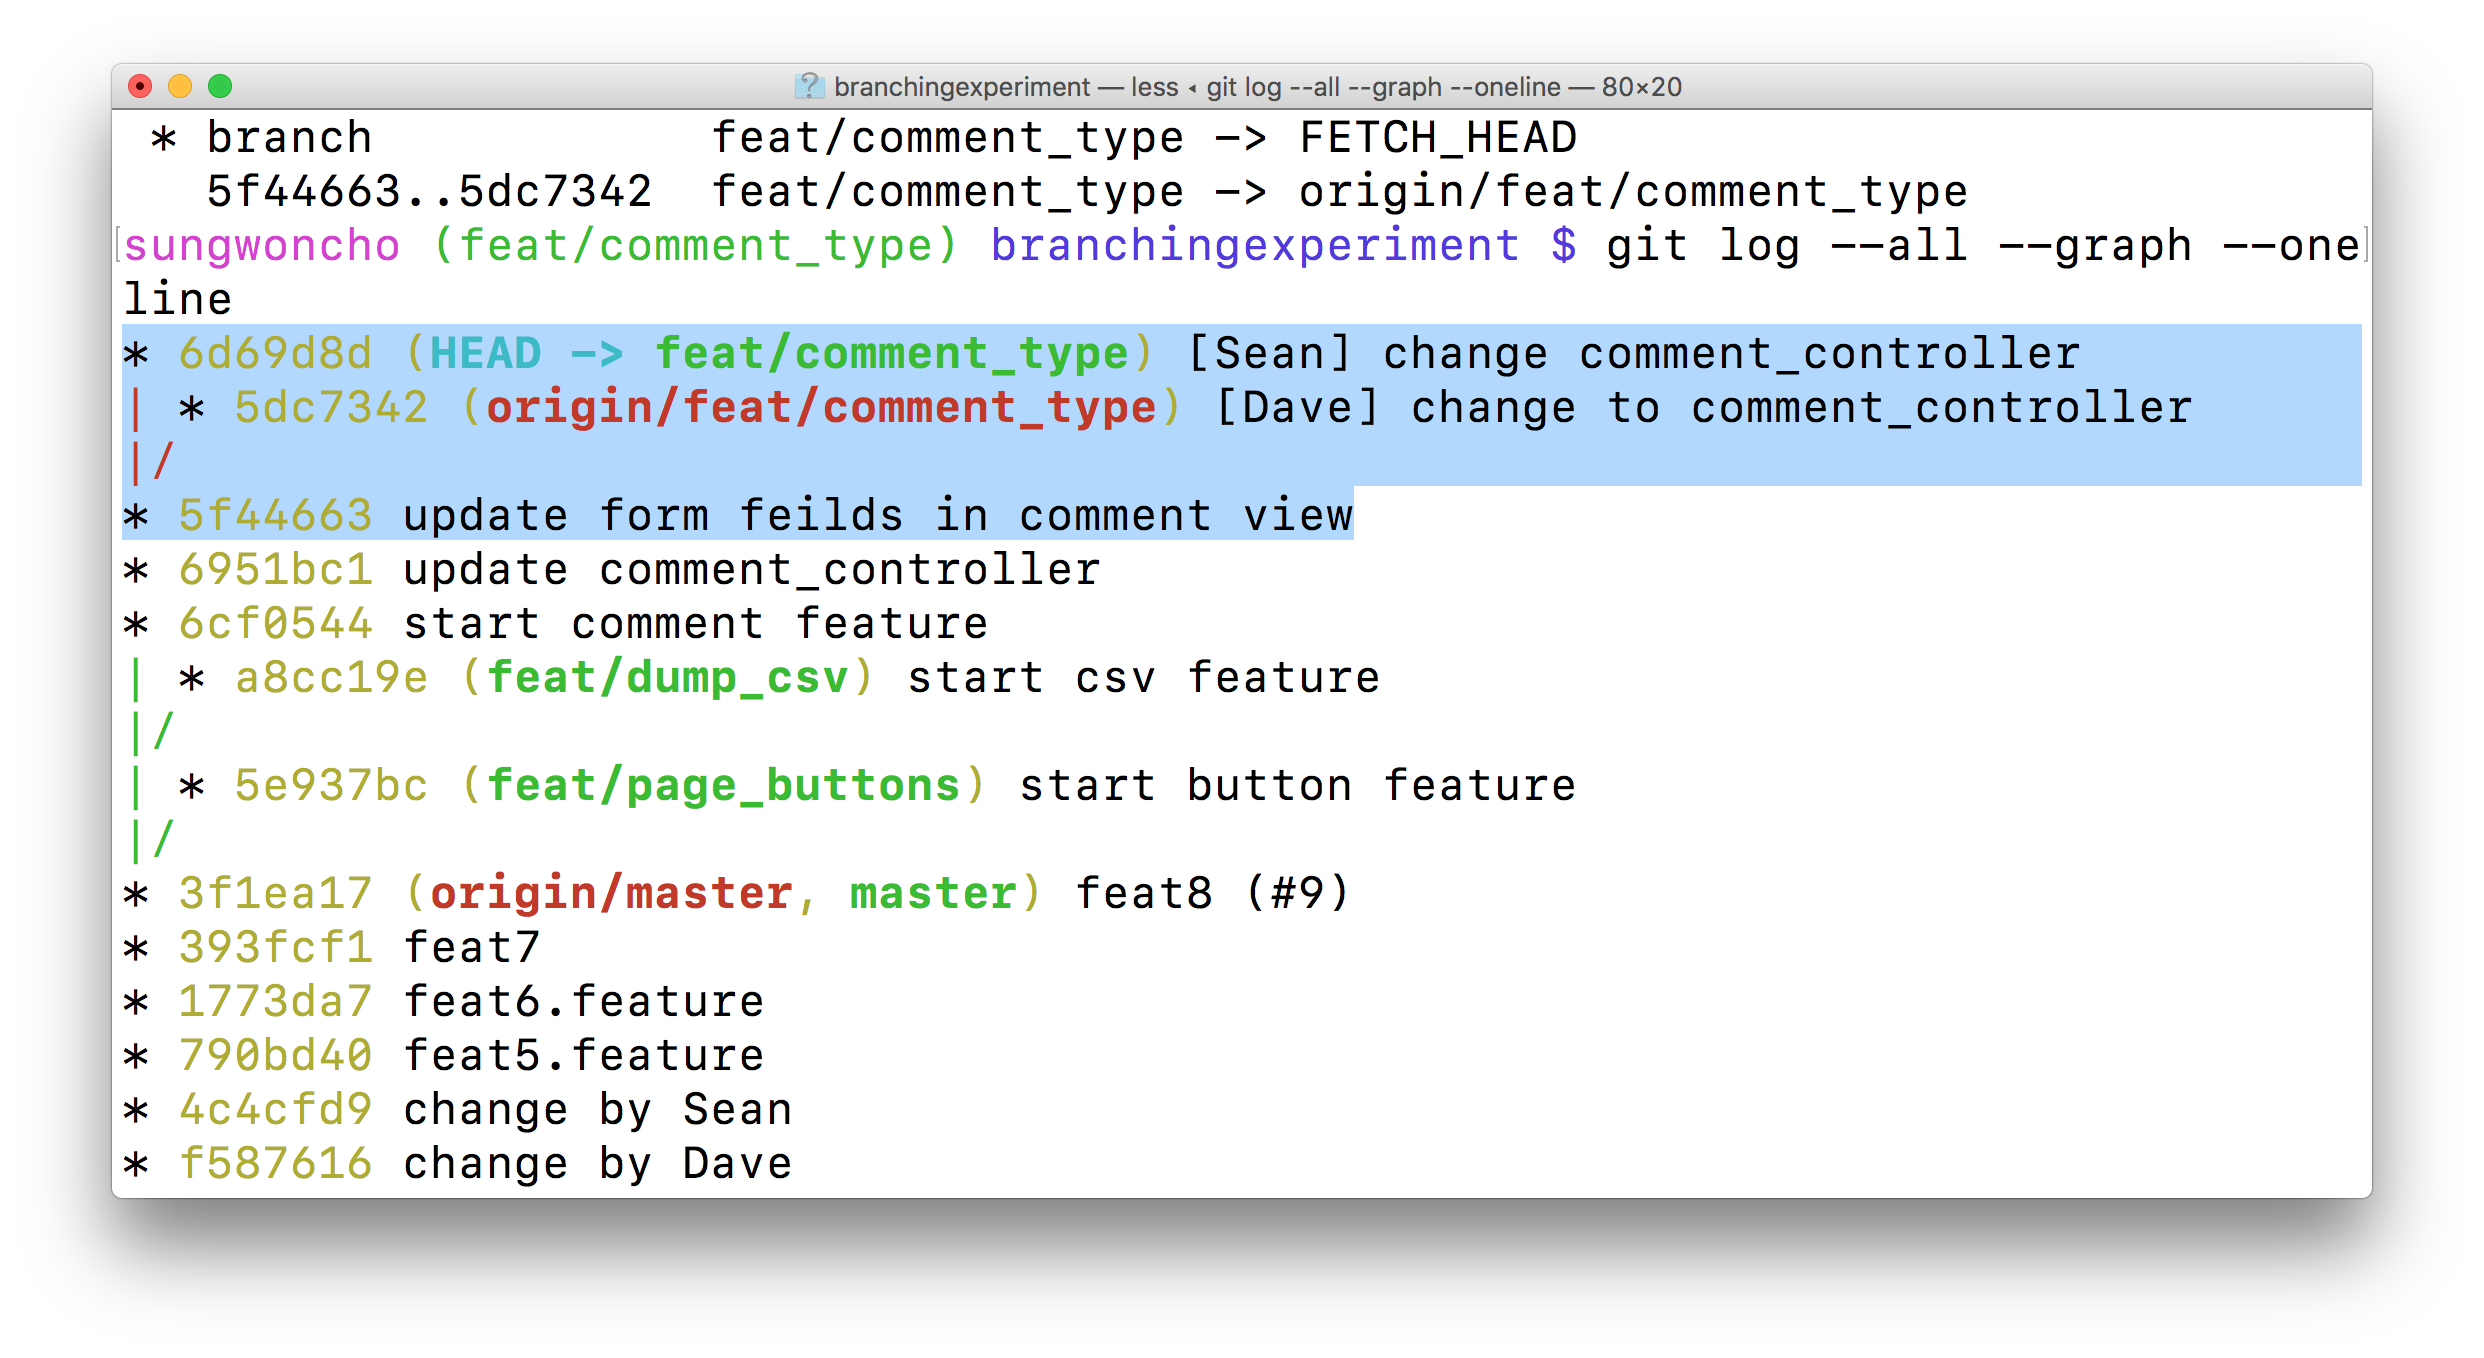 branchingexperiment — less ◂ git log --all --graph --oneline — 80×20
 * branch            feat/comment_type -> FETCH_HEAD
   5f44663..5dc7342  feat/comment_type -> origin/feat/comment_type
[sungwoncho (feat/comment_type) branchingexperiment $ git log --all --graph --one]
line
* 6d69d8d (HEAD -> feat/comment_type) [Sean] change comment_controller
| * 5dc7342 (origin/feat/comment_type) [Dave] change to comment_controller
|/
* 5f44663 update form feilds in comment view
* 6951bc1 update comment_controller
* 6cf0544 start comment feature
| * a8cc19e (feat/dump_csv) start csv feature
|/
| * 5e937bc (feat/page_buttons) start button feature
|/
* 3f1ea17 (origin/master, master) feat8 (#9)
* 393fcf1 feat7
* 1773da7 feat6.feature
* 790bd40 feat5.feature
* 4c4cfd9 change by Sean
* f587616 change by Dave